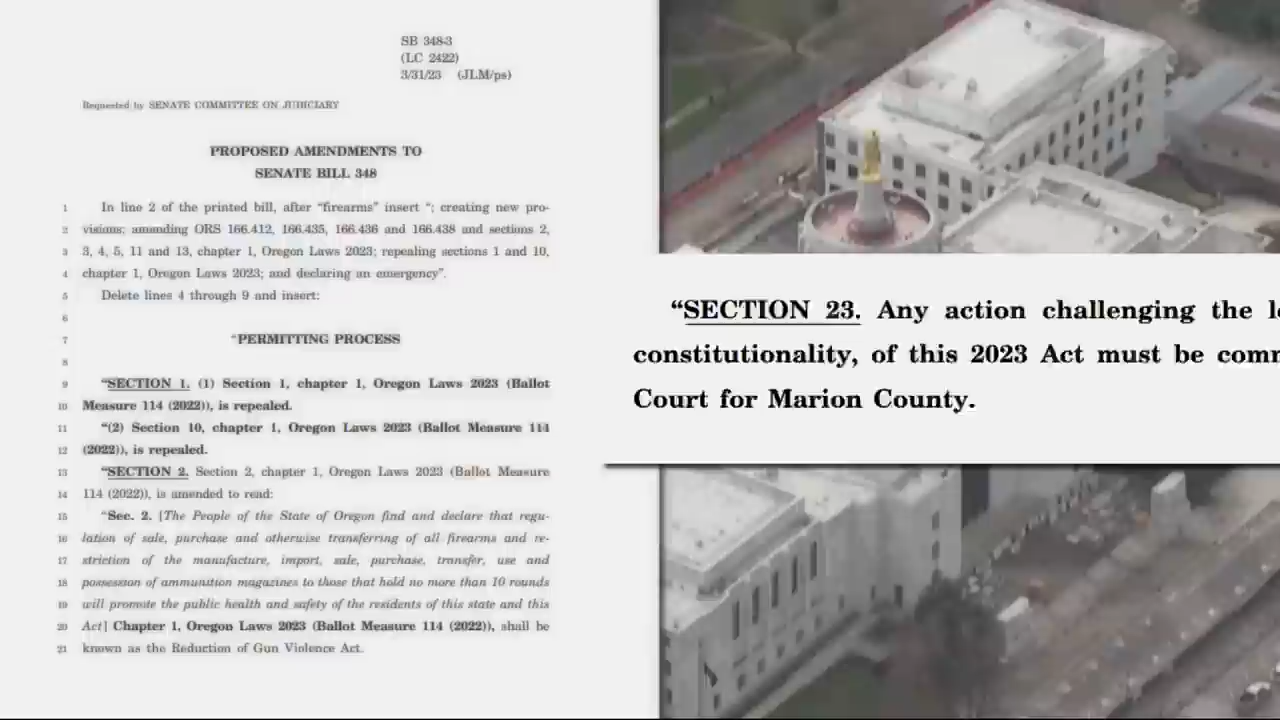 SB 348-3
(LC 2422)
3/31/23 (JLM/ps)
Requested by SENATE COMMITTEE ON JUDICIARY
PROPOSED AMENDMENTS TO
SENATE BILL 348
1 In line 2 of the printed bill, after “firearms” insert “; creating new pro-
2 visions; amending ORS 166.412, 166.435, 166.436 and 166.438 and sections 2,
3 3, 4, 5, 11 and 13, chapter 1, Oregon Laws 2023; repealing sections 1 and 10,
4 chapter 1, Oregon Laws 2023; and declaring an emergency”.
5 Delete lines 4 through 9 and insert:
6
7 “PERMITTING PROCESS
8
9 “SECTION 1. (1) Section 1, chapter 1, Oregon Laws 2023 (Ballot
10 Measure 114 (2022)), is repealed.
11 “(2) Section 10, chapter 1, Oregon Laws 2023 (Ballot Measure 114
12 (2022)), is repealed.
13 “SECTION 2. Section 2, chapter 1, Oregon Laws 2023 (Ballot Measure
14 114 (2022)), is amended to read:
15 “Sec. 2. [The People of the State of Oregon find and declare that regu-
16 lation of sale, purchase and otherwise transferring of all firearms and re-
17 striction of the manufacture, import, sale, purchase, transfer, use and
18 possession of ammunition magazines to those that hold no more than 10 rounds
19 will promote the public health and safety of the residents of this state and this
20 Act] Chapter 1, Oregon Laws 2023 (Ballot Measure 114 (2022)), shall be
21 known as the Reduction of Gun Violence Act.
“SECTION 23. Any action challenging the
constitutionality, of this 2023 Act must be
Court for Marion County.